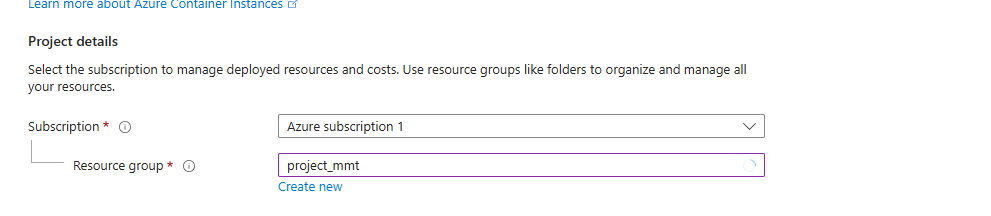 Learn more about Azure Container Instances
Project details
Select the subscription to manage deployed resources and costs. Use resource groups like folders to organize and manage all
your resources.
Subscription *
Azure subscription 1
Resource group *
project_mmt
Create new